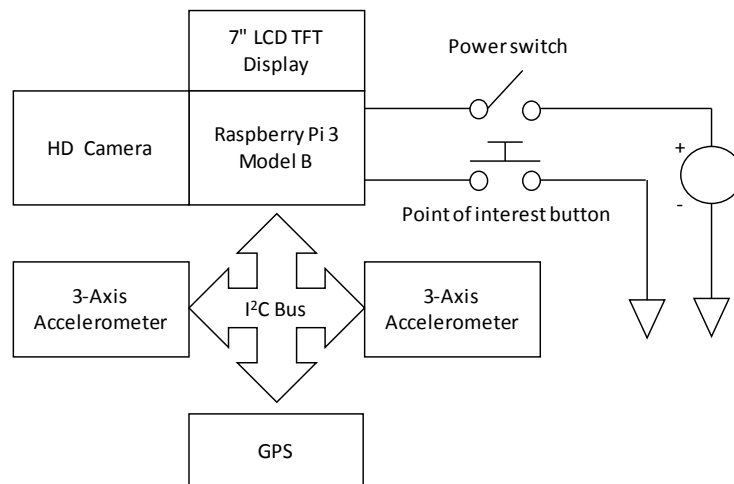 7" LCD TFT
Display
Power switch
HD Camera
Raspberry Pi 3
Model B
+
-
Point of interest button
3-Axis
Accelerometer
I²C Bus
3-Axis
Accelerometer
GPS